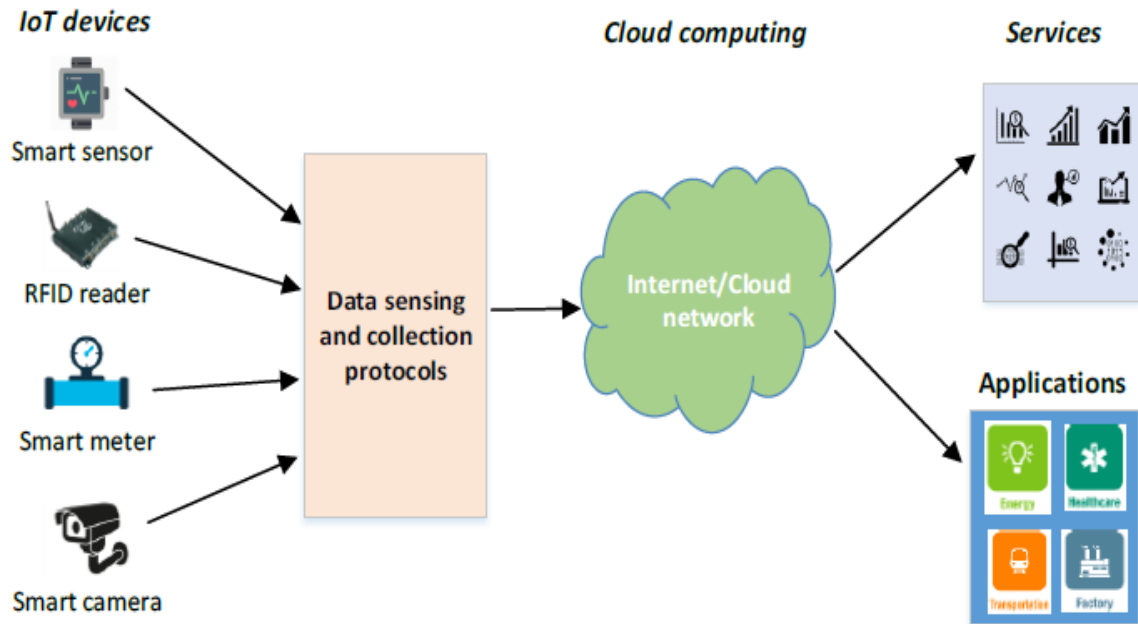 IoT devices
Cloud computing
Services
Smart sensor
RFID reader
Smart meter
Smart camera
Data sensing
and collection
protocols
Internet/Cloud
network
Applications
Energy
Healthcare
Transportation
Factory